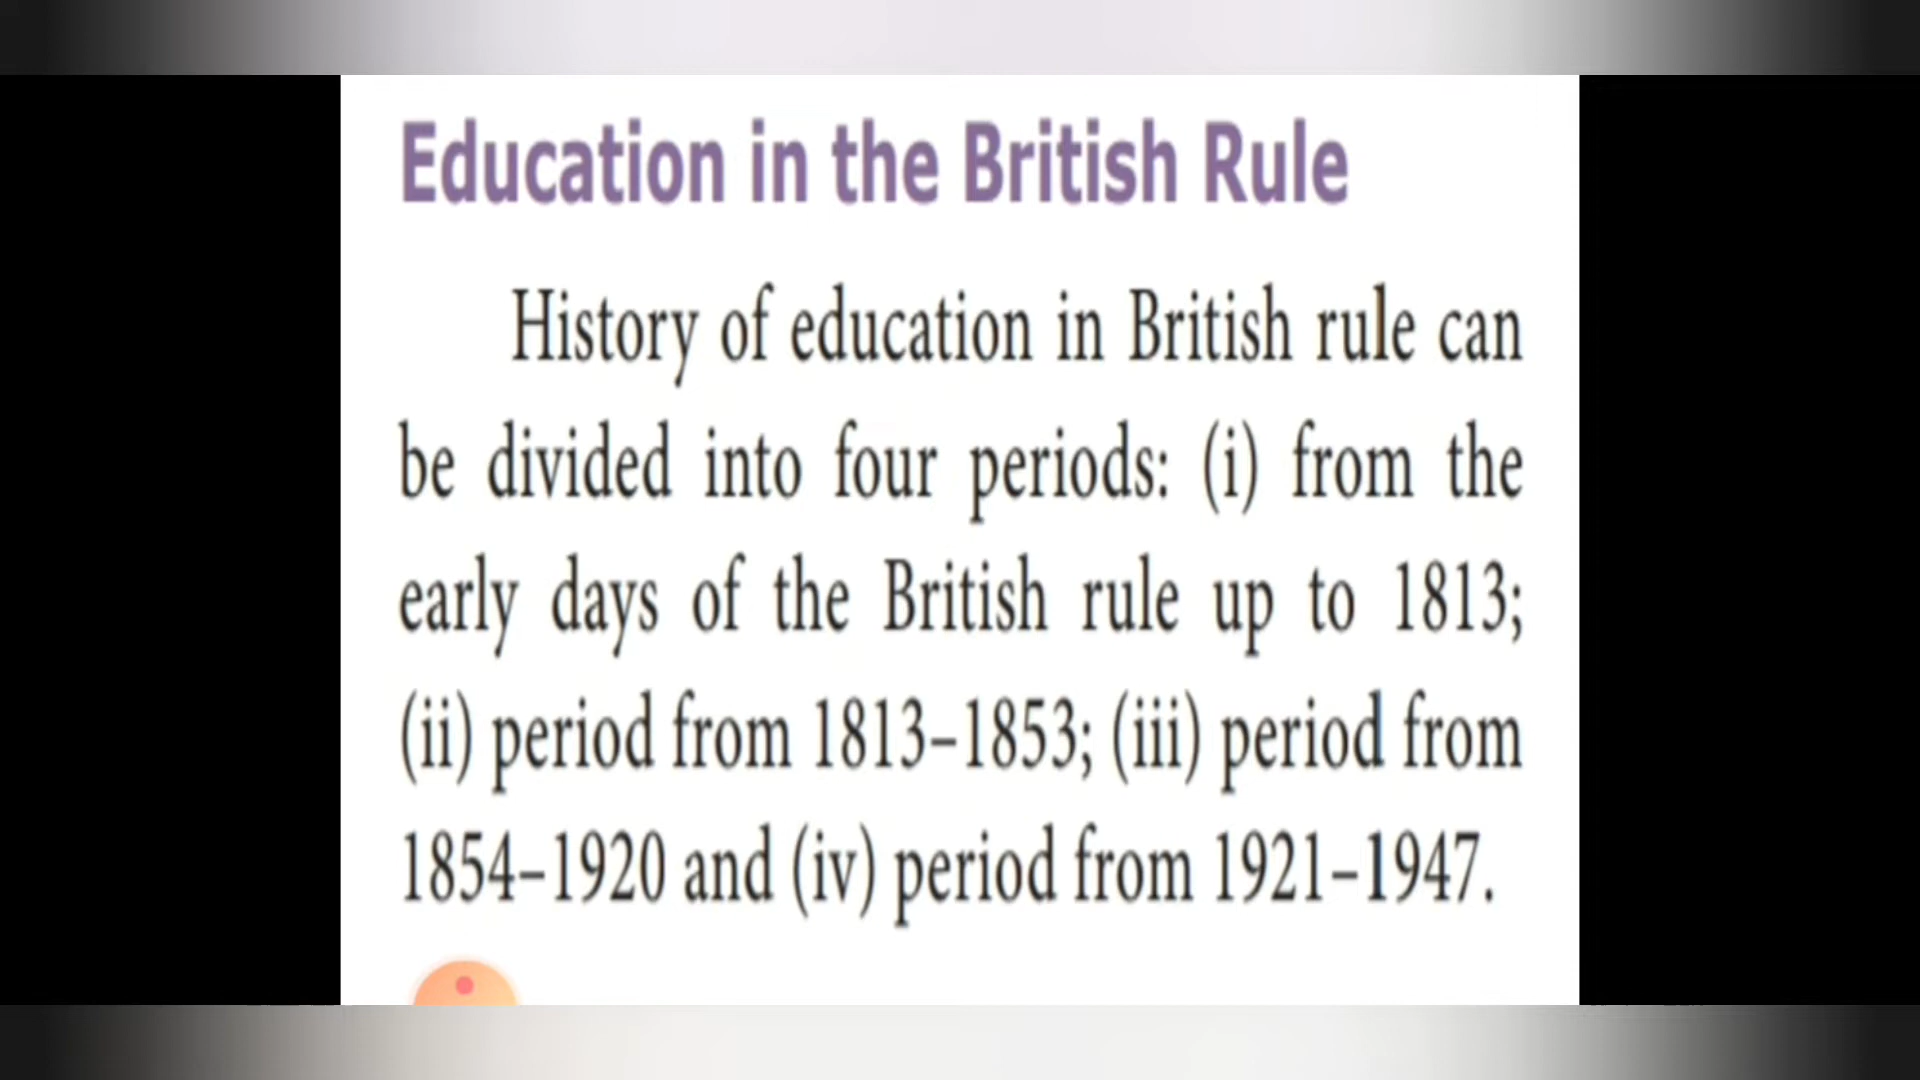 Education in the British Rule
History of education in British rule can
be divided into four periods: (i) from the
early days of the British rule up to 1813;
(ii) period from 1813–1853; (iii) period from
1854–1920 and (iv) period from 1921–1947.